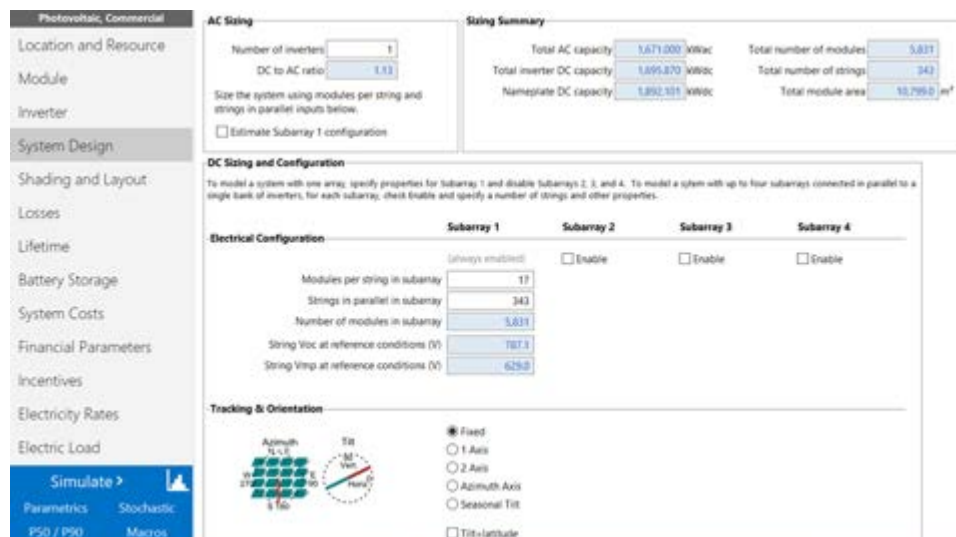 Photovoltaic, Commercial
Location and Resource
Module
Inverter
System Design
Shading and Layout
Losses
Lifetime
Battery Storage
System Costs
Financial Parameters
Incentives
Electricity Rates
Electric Load
Simulate >
Parametrics Stochastic
P50 / P90 Macros
AC Sizing
Number of inverters 1
DC to AC ratio 1.13
Size the system using modules per string and
strings in parallel inputs below.
Estimate Subarray 1 configuration
Sizing Summary
Total AC capacity 1,671.000 kWac Total number of modules 5,831
Total inverter DC capacity 1,695.870 kWdc Total number of strings 343
Nameplate DC capacity 1,892.101 kWdc Total module area 10,799.0 m²
DC Sizing and Configuration
To model a system with one array, specify properties for Subarray 1 and disable Subarrays 2, 3, and 4. To model a sytem with up to four subarrays connected in parallel to a
single bank of inverters, for each subarray, check Enable and specify a number of strings and other properties.
Subarray 1 Subarray 2 Subarray 3 Subarray 4
Electrical Configuration
(always enabled) Enable Enable Enable
Modules per string in subarray 17
Strings in parallel in subarray 343
Number of modules in subarray 5,831
String Voc at reference conditions (V) 787.1
String Vmp at reference conditions (V) 629.0
Tracking & Orientation
Azimuth Tilt
Fixed
1 Axis
2 Axis
Azimuth Axis
Seasonal Tilt
Tilt=latitude